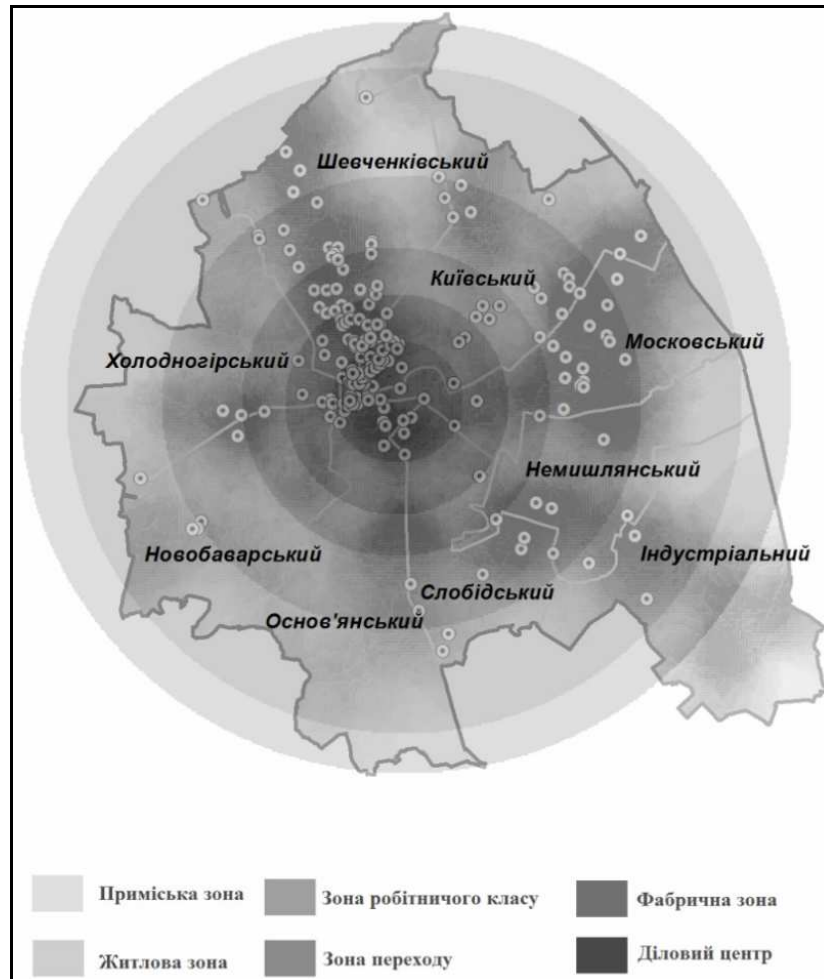 Шевченківський
Київський
Московський
Холодногірський
Немишлянський
Новобаварський
Індустріальний
Слобідський
Основ'янський
Приміська зона
Зона робітничого класу
Фабрична зона
Житлова зона
Зона переходу
Діловий центр